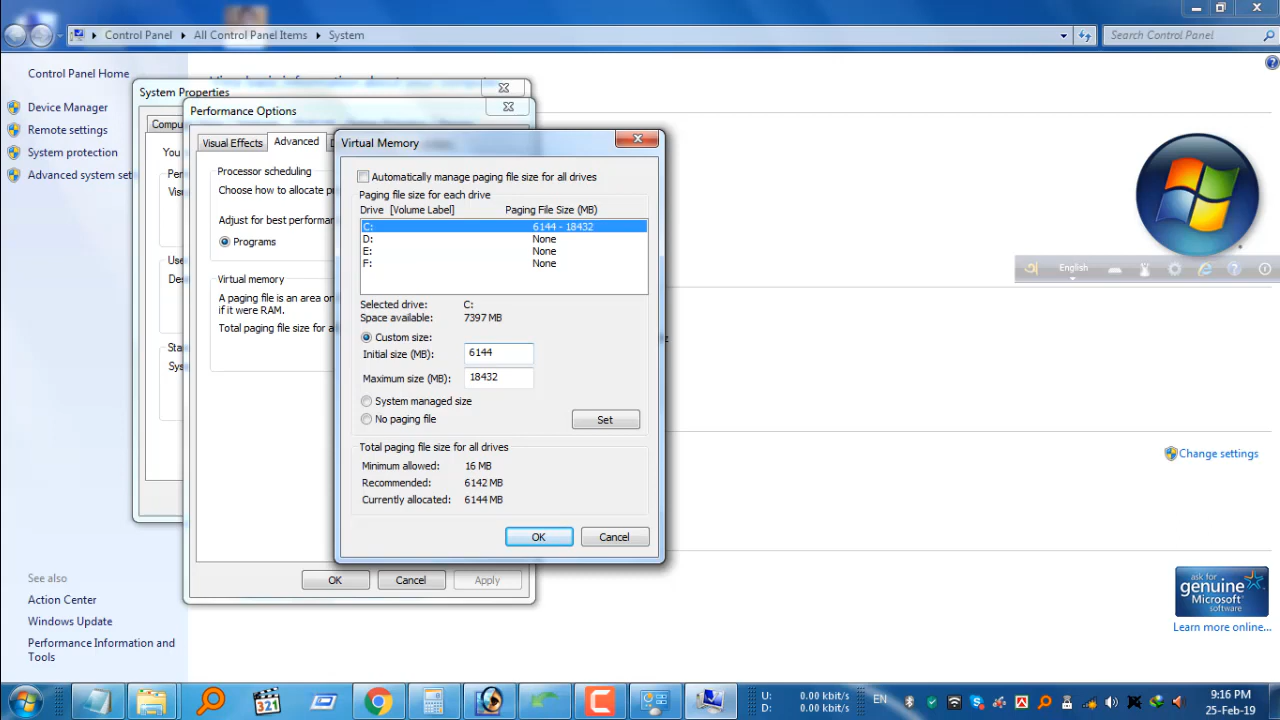 Control Panel
All Control Panel Items
System
Search Control Panel
Control Panel Home
Device Manager
Remote settings
System protection
Advanced system set
System Properties
Performance Options
Visual Effects
Advanced
Processor scheduling
Choose how to allocate
Adjust for best performan
Programs
Virtual memory
A paging file is an area on
if it were RAM.
Total paging file size for
OK
Cancel
Apply
Virtual Memory
Automatically manage paging file size for all drives
Paging file size for each drive
Drive [Volume Label] Paging File Size (MB)
C: 6144 - 18432
D: None
E: None
F: None
Selected drive: C:
Space available: 7397 MB
Custom size:
Initial size (MB): 6144
Maximum size (MB): 18432
System managed size
No paging file
Set
Total paging file size for all drives
Minimum allowed: 16 MB
Recommended: 6142 MB
Currently allocated: 6144 MB
OK
Cancel
English
Change settings
ask for
genuine
Microsoft
software
Learn more online...
See also
Action Center
Windows Update
Performance Information and
Tools
321
U: 0.00 kbit/s
D: 0.00 kbit/s
EN
9:16 PM
25-Feb-19